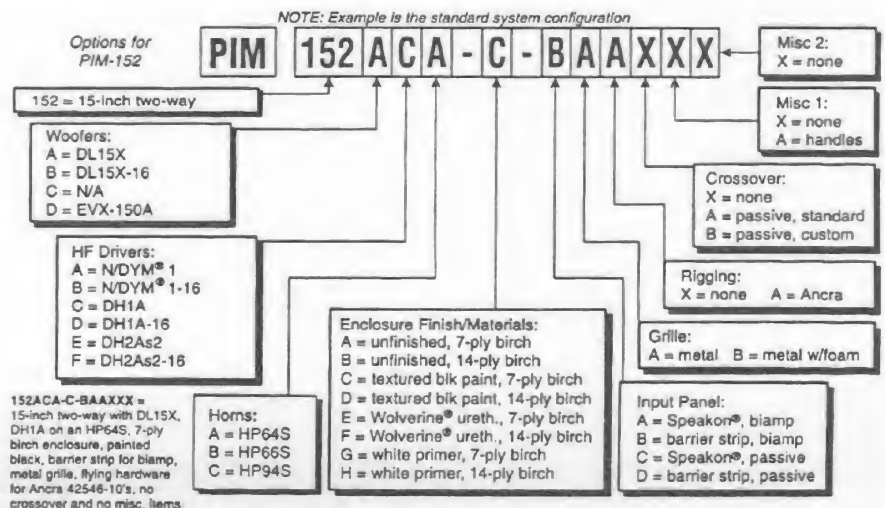 NOTE: Example is the standard system configuration
Options for
PIM-152
PIM 152ACA-C-BAAXXX
Misc 2:
X = none
152 = 15-inch two-way
Misc 1:
X = none
A = handles
Woofers:
A = DL15X
B = DL15X-16
C = N/A
D = EVX-150A
Crossover:
X = none
A = passive, standard
B = passive, custom
HF Drivers:
A = N/DYM® 1
B = N/DYM® 1-16
C = DH1A
D = DH1A-16
E = DH2As2
F = DH2As2-16
Rigging:
X = none A = Ancra
Grille:
A = metal B = metal w/foam
Enclosure Finish/Materials:
A = unfinished, 7-ply birch
B = unfinished, 14-ply birch
C = textured blk paint, 7-ply birch
D = textured blk paint, 14-ply birch
E = Wolverine® ureth., 7-ply birch
F = Wolverine® ureth., 14-ply birch
G = white primer, 7-ply birch
H = white primer, 14-ply birch
Input Panel:
A = Speakon®, biamp
B = barrier strip, biamp
C = Speakon®, passive
D = barrier strip, passive
Horns:
A = HP64S
B = HP66S
C = HP94S
152ACA-C-BAAXXX =
15-inch two-way with DL15X,
DH1A on an HP64S, 7-ply
birch enclosure, painted
black, barrier strip for biamp,
metal grille, flying hardware
for Ancra 42546-10's, no
crossover and no misc. items